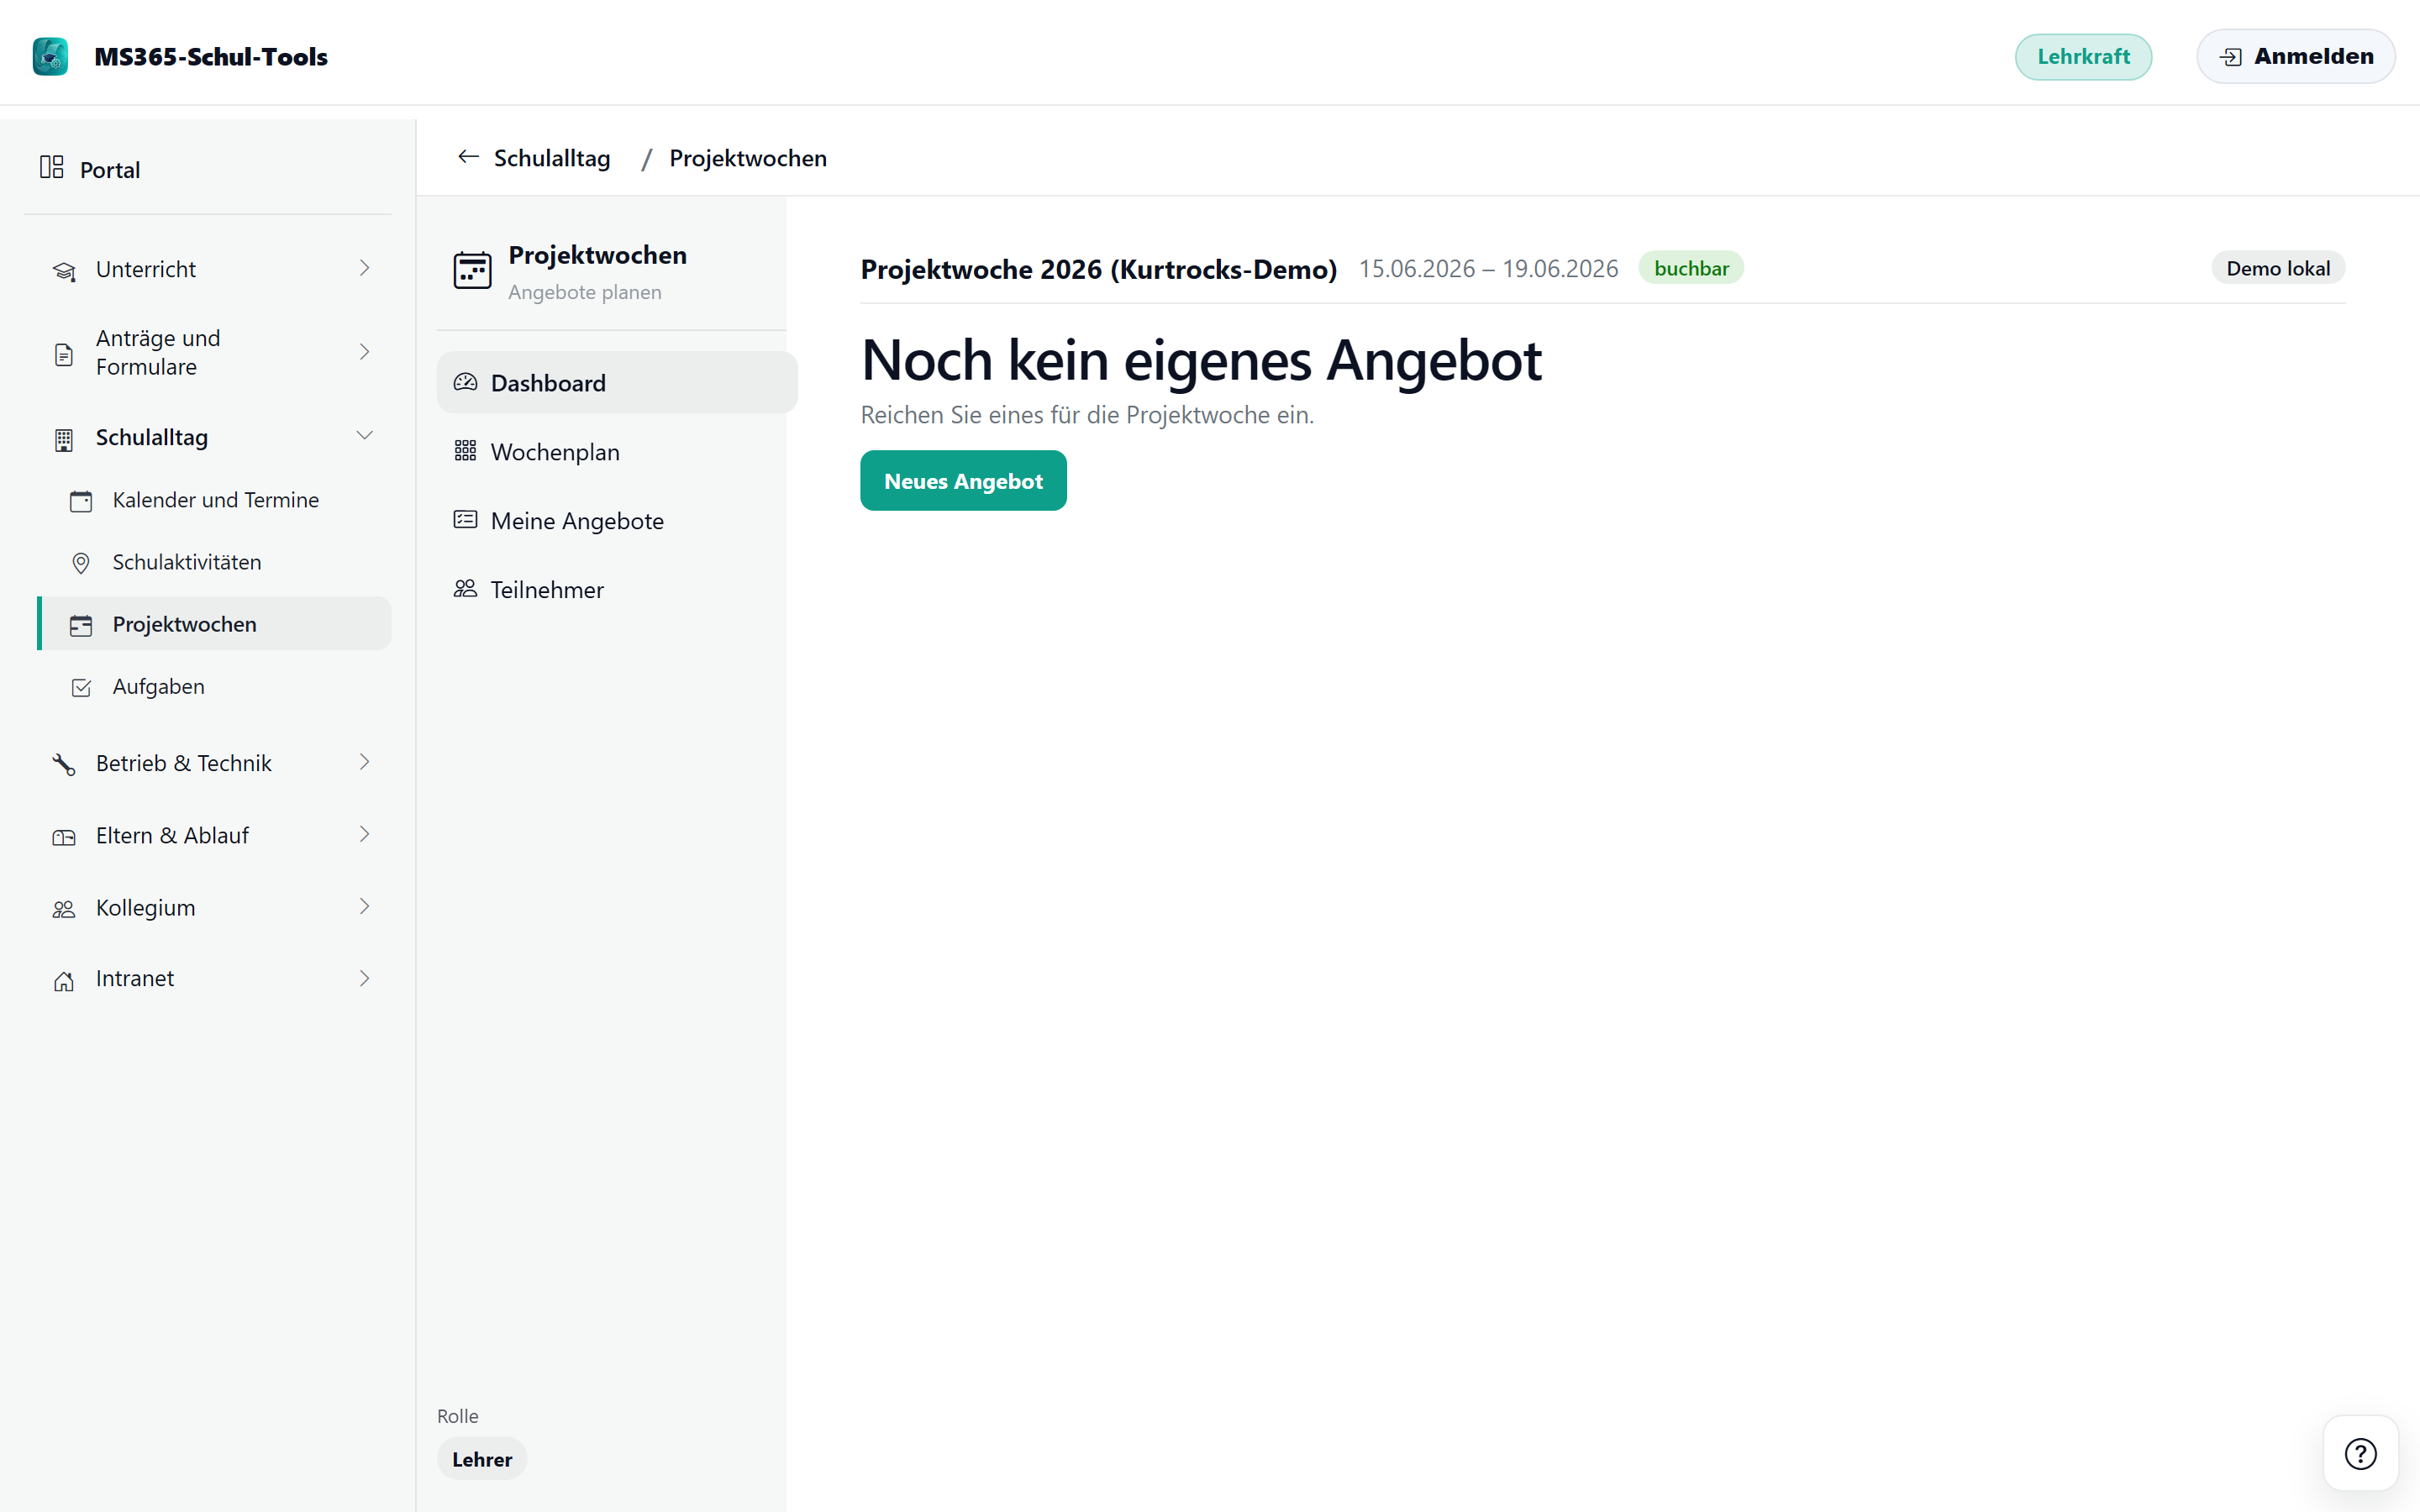 MS365-Schul-Tools
Lehrkraft
Anmelden
Portal
Unterricht
Anträge und
Formulare
Schulalltag
Kalender und Termine
Schulaktivitäten
Projektwochen
Aufgaben
Betrieb & Technik
Eltern & Ablauf
Kollegium
Intranet
Schulalltag / Projektwochen
Projektwochen
Angebote planen
Dashboard
Wochenplan
Meine Angebote
Teilnehmer
Rolle
Lehrer
Projektwoche 2026 (Kurtrocks-Demo) 15.06.2026 – 19.06.2026 buchbar
Demo lokal
Noch kein eigenes Angebot
Reichen Sie eines für die Projektwoche ein.
Neues Angebot
?